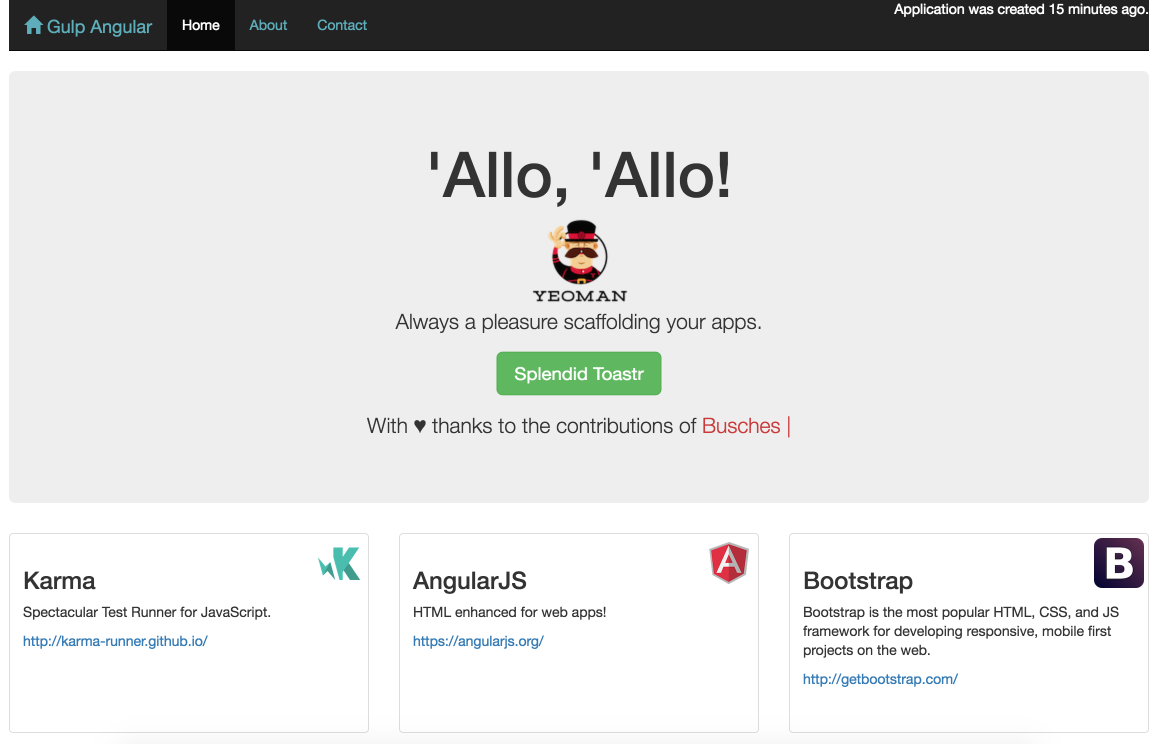 Gulp Angular Home About Contact Application was created 15 minutes ago.
'Allo, 'Allo!
YEOMAN
Always a pleasure scaffolding your apps.
Splendid Toastr
With ♥ thanks to the contributions of Busches |
K
Karma
Spectacular Test Runner for JavaScript.
http://karma-runner.github.io/
A
AngularJS
HTML enhanced for web apps!
https://angularjs.org/
B
Bootstrap
Bootstrap is the most popular HTML, CSS, and JS
framework for developing responsive, mobile first
projects on the web.
http://getbootstrap.com/